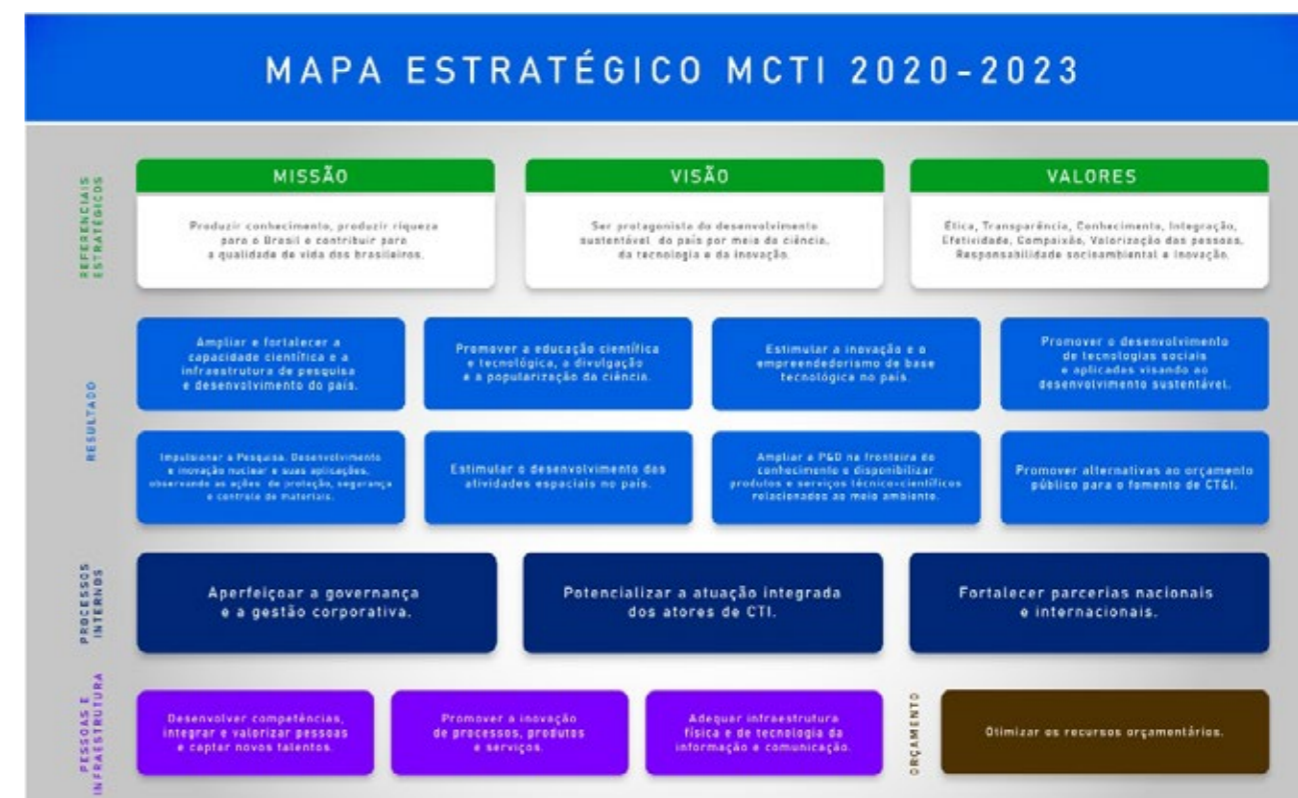 MAPA ESTRATÉGICO MCTI 2020-2023
REFERENCIAIS
ESTRATÉGICOS
MISSÃO
Produzir conhecimento, produzir riqueza
para o Brasil e contribuir para
a qualidade de vida dos brasileiros.
VISÃO
Ser protagonista do desenvolvimento
sustentável do país por meio da ciência,
da tecnologia e da inovação.
VALORES
Ética, Transparência, Conhecimento, Integração,
Efetividade, Compaixão, Valorização das pessoas,
Responsabilidade socioambiental e Inovação.
RESULTADO
Ampliar e fortalecer a
capacidade científica e a
infraestrutura de pesquisa
e desenvolvimento do país.
Promover a educação científica
e tecnológica, a divulgação
e a popularização da ciência.
Estimular a inovação e o
empreendedorismo de base
tecnológica no país.
Promover o desenvolvimento
de tecnologias sociais
e aplicadas visando ao
desenvolvimento sustentável.
Impulsionar a Pesquisa, Desenvolvimento
e inovação nuclear e suas aplicações,
observando as ações de proteção, segurança
e controle de materiais.
Estimular o desenvolvimento das
atividades espaciais no país.
Ampliar a P&D na fronteira do
conhecimento e disponibilizar
produtos e serviços técnico-científicos
relacionados ao meio ambiente.
Promover alternativas ao orçamento
público para o fomento de CT&I.
PROCESSOS
INTERNOS
Aperfeiçoar a governança
e a gestão corporativa.
Potencializar a atuação integrada
dos atores de CTI.
Fortalecer parcerias nacionais
e internacionais.
PESSOAS E
INFRAESTRUTURA
Desenvolver competências,
integrar e valorizar pessoas
e captar novos talentos.
Promover a inovação
de processos, produtos
e serviços.
Adequar infraestrutura
física e de tecnologia da
informação e comunicação.
ORÇAMENTO
Otimizar os recursos orçamentários.